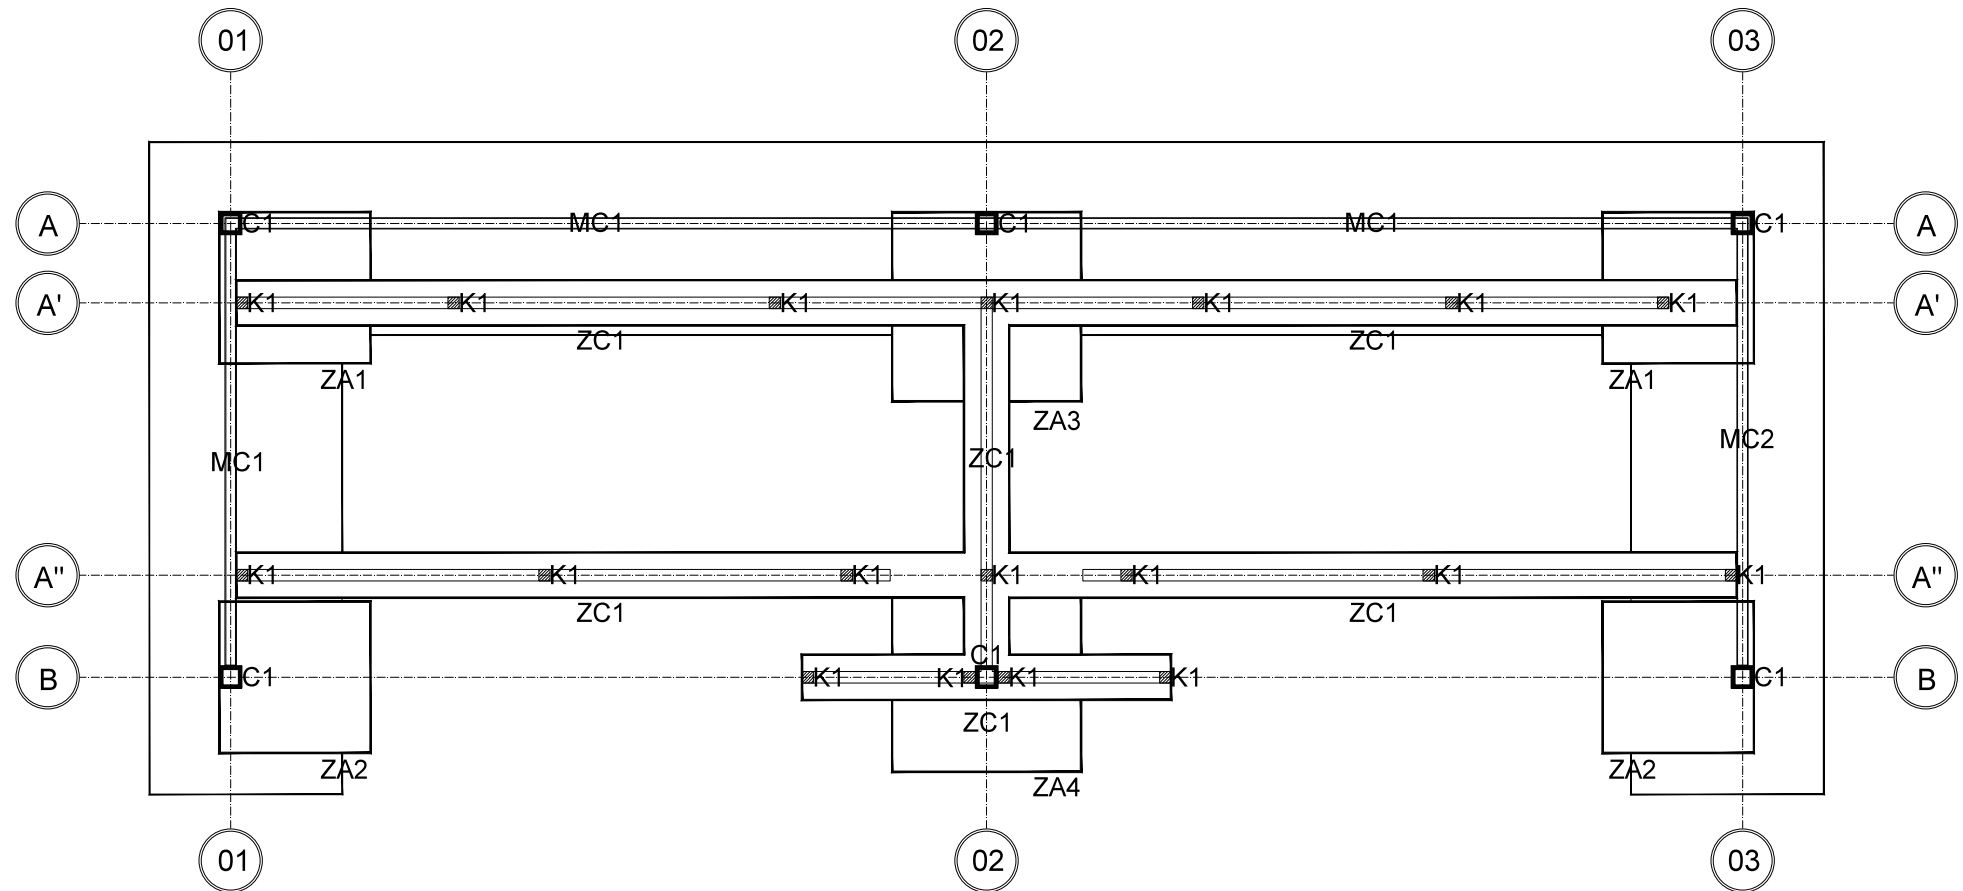 01 02 03
A C1 MC1 C1 MC1 C1 A
A' K1 K1 K1 K1 K1 K1 K1 A'
ZC1 ZC1
ZA1 ZA1
ZA3
MC1 ZC1 MC2
A" K1 K1 K1 K1 K1 K1 K1 A"
ZC1 ZC1
C1
B C1 K1 K1 K1 K1 C1 B
ZC1
ZA2 ZA2
ZA4
01 02 03